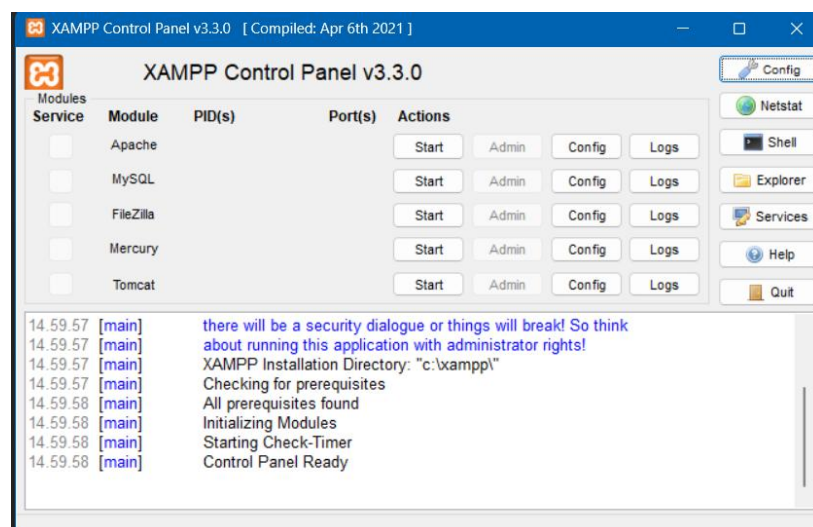 XAMPP Control Panel v3.3.0 [ Compiled: Apr 6th 2021 ]
XAMPP Control Panel v3.3.0
Config
Modules
Service Module PID(s) Port(s) Actions
Netstat
Apache Start Admin Config Logs
Shell
MySQL Start Admin Config Logs
Explorer
FileZilla Start Admin Config Logs
Services
Mercury Start Admin Config Logs
Help
Tomcat Start Admin Config Logs
Quit
14.59.57 [main] there will be a security dialogue or things will break! So think
14.59.57 [main] about running this application with administrator rights!
14.59.57 [main] XAMPP Installation Directory: "c:\xampp\"
14.59.57 [main] Checking for prerequisites
14.59.58 [main] All prerequisites found
14.59.58 [main] Initializing Modules
14.59.58 [main] Starting Check-Timer
14.59.58 [main] Control Panel Ready